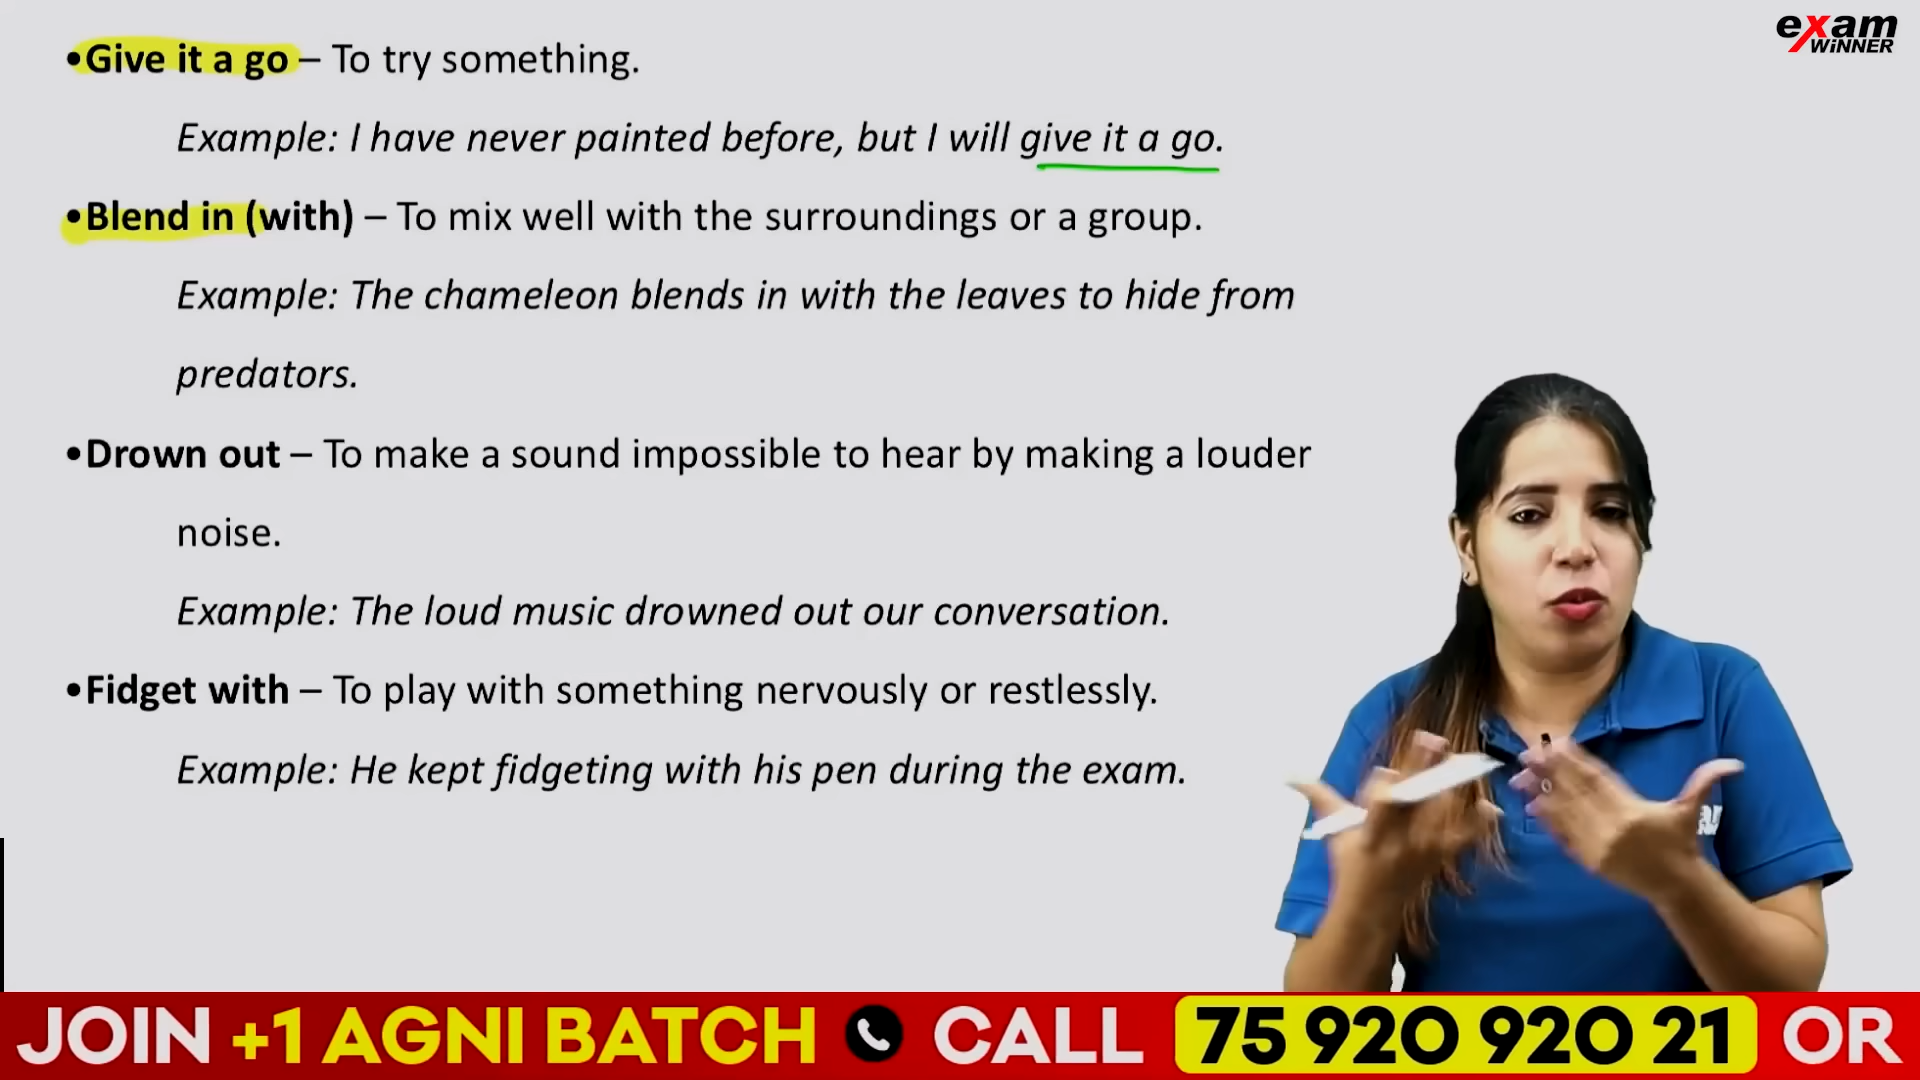 •Give it a go – To try something.
Example: I have never painted before, but I will give it a go.
•Blend in (with) – To mix well with the surroundings or a group.
Example: The chameleon blends in with the leaves to hide from
predators.
•Drown out – To make a sound impossible to hear by making a louder
noise.
Example: The loud music drowned out our conversation.
•Fidget with – To play with something nervously or restlessly.
Example: He kept fidgeting with his pen during the exam.
exam
WiNNER
JOIN +1 AGNI BATCH CALL 75 920 920 21 OR